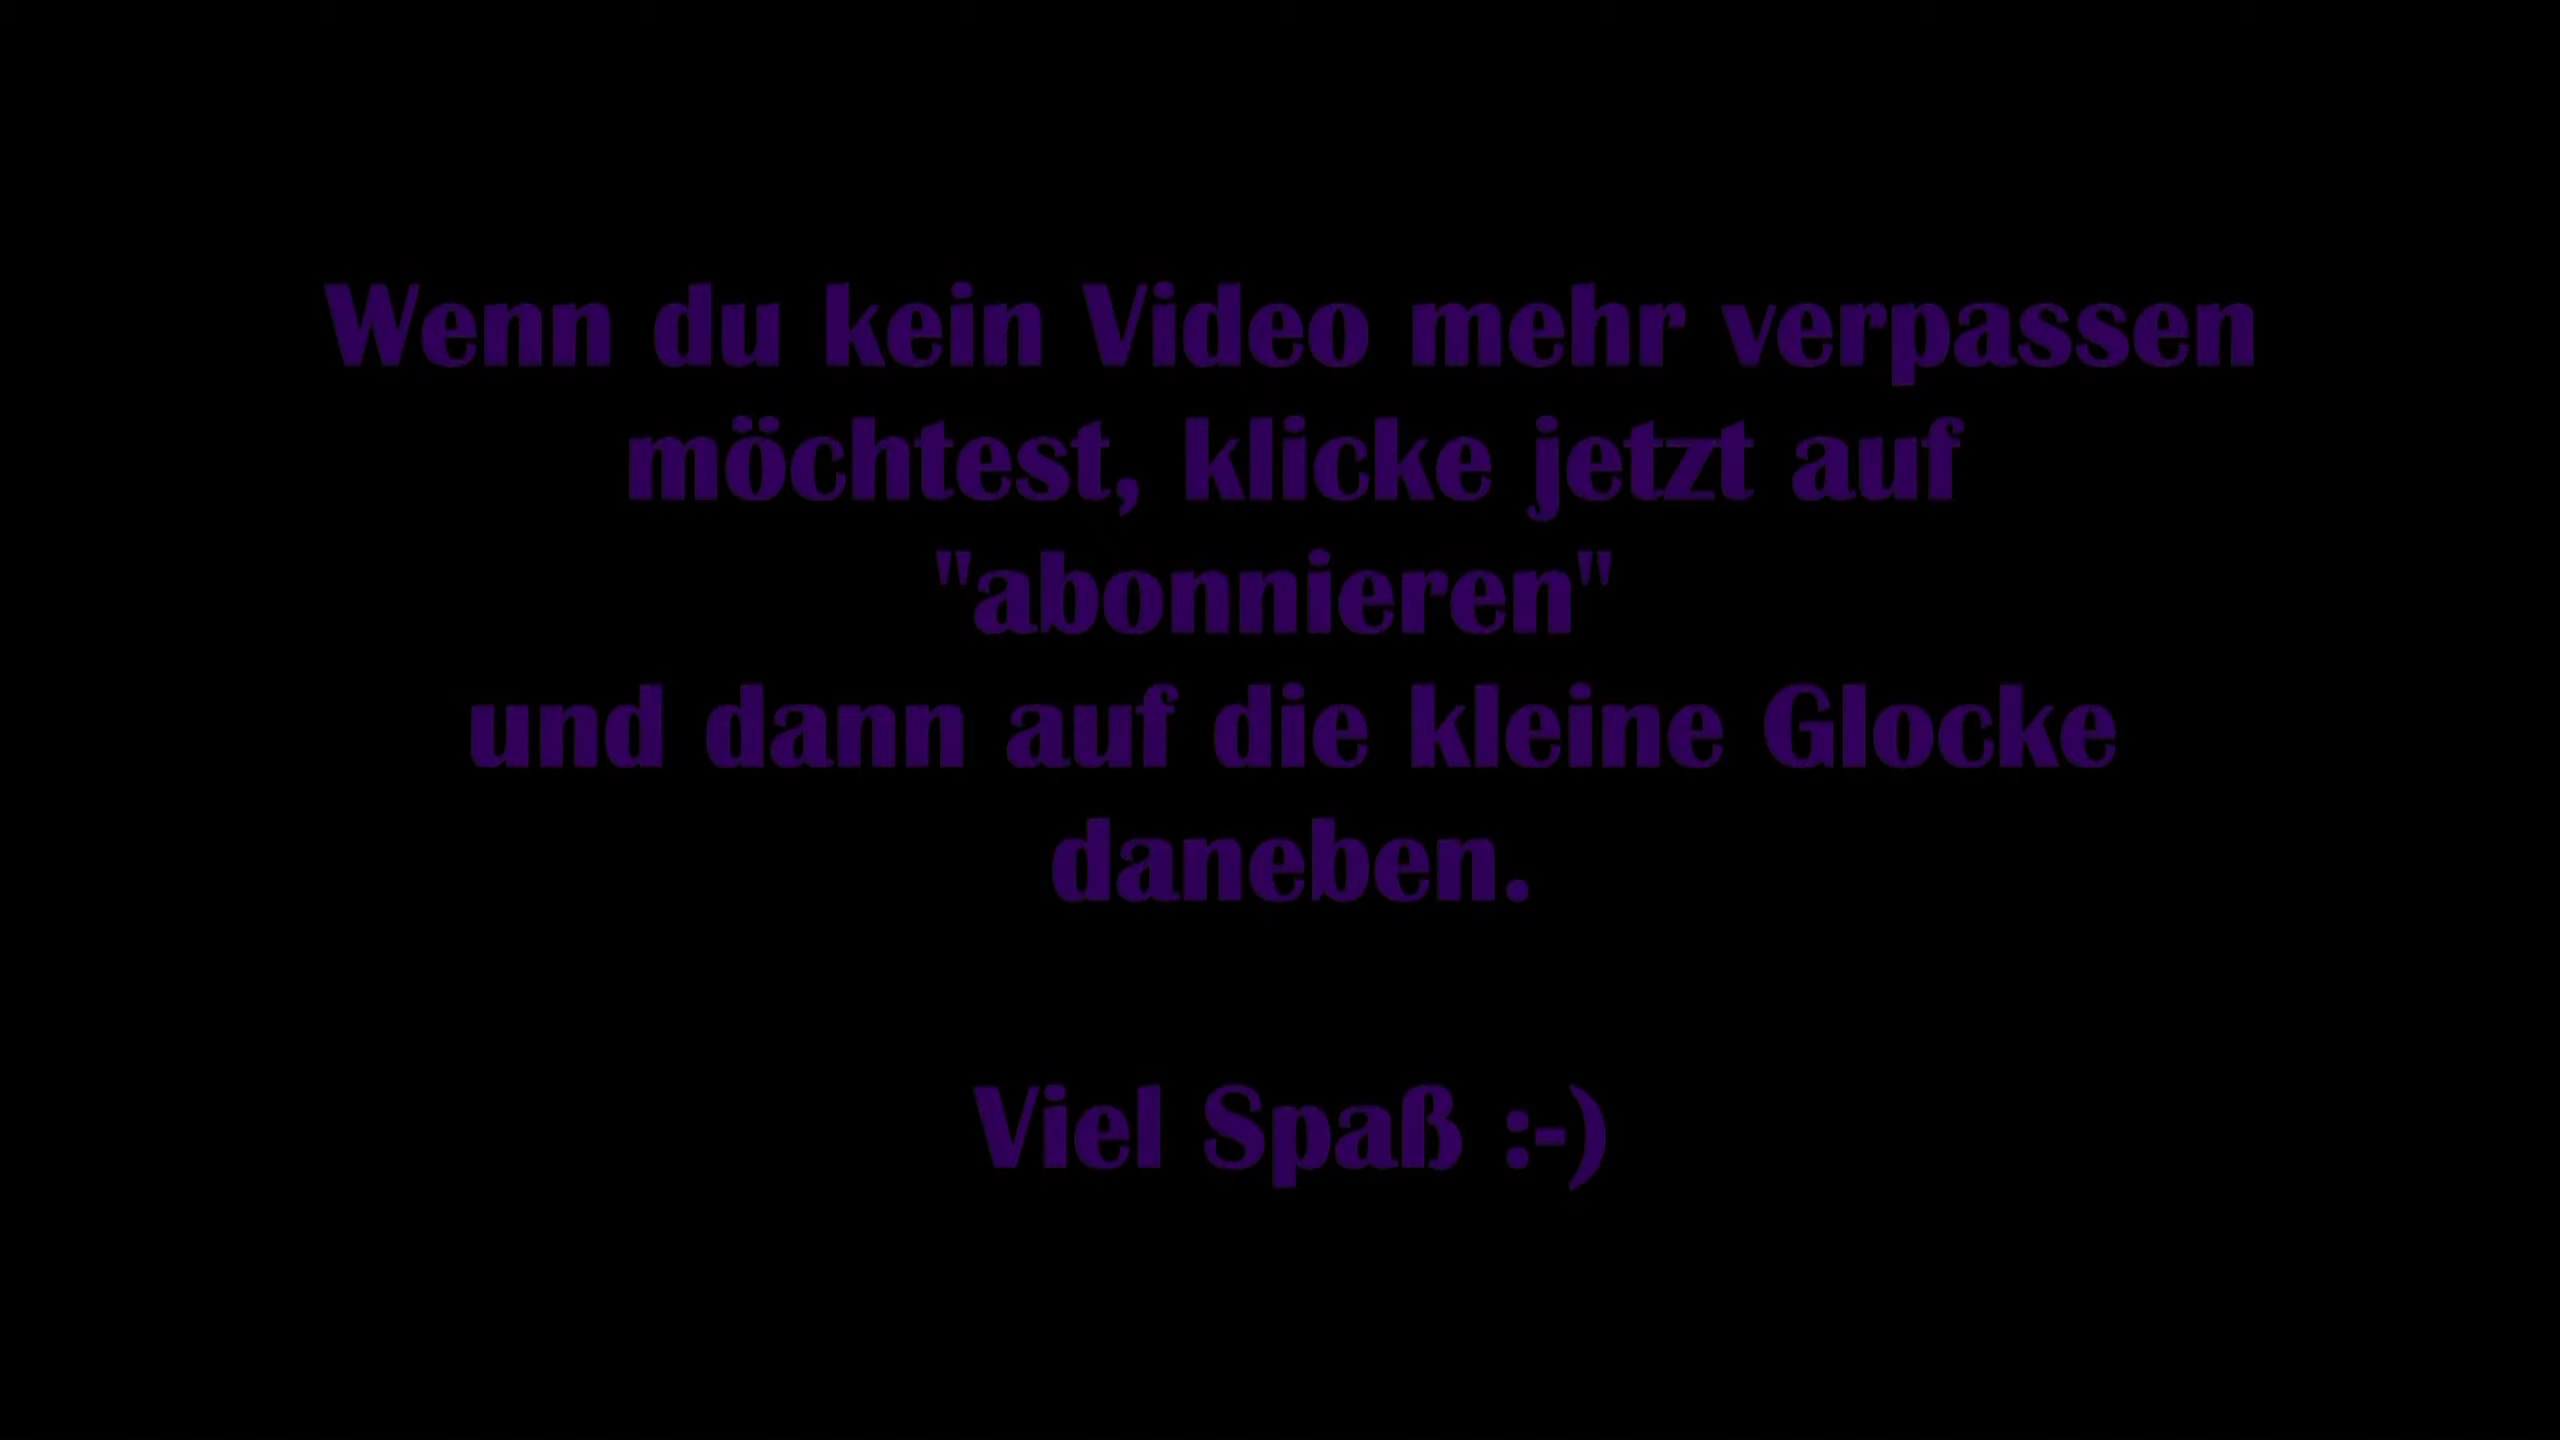 Wenn du kein Video mehr verpassen
möchtest, klicke jetzt auf
"abonnieren"
und dann auf die kleine Glocke
daneben.
Viel Spaß :-)